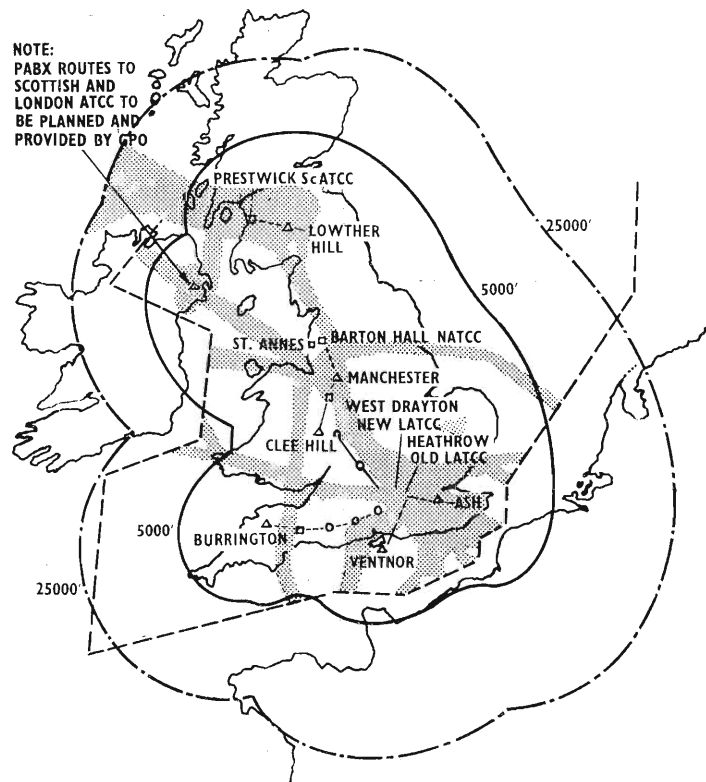 NOTE:
PABX ROUTES TO
SCOTTISH AND
LONDON ATCC TO
BE PLANNED AND
PROVIDED BY GPO
PRESTWICK ScATCC
LOWTHER
HILL
25000'
5000'
ST. ANNES
BARTON HALL NATCC
MANCHESTER
WEST DRAYTON
NEW LATCC
HEATHROW
OLD LATCC
CLEE HILL
ASH
5000'
BURRINGTON
VENTNOR
25000'